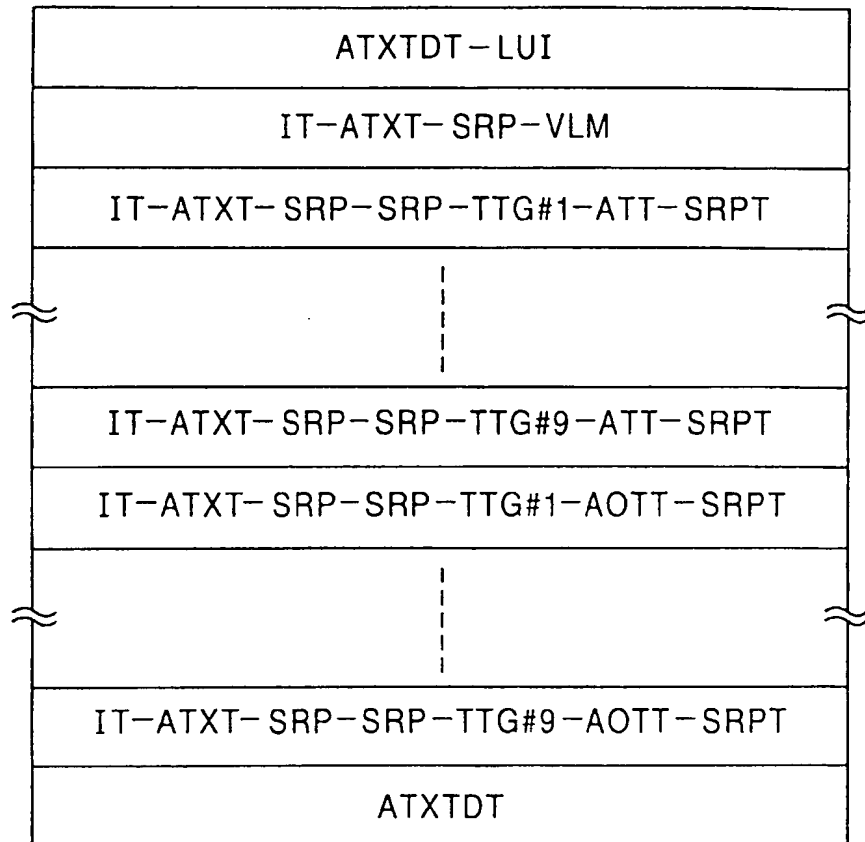 ATXTDT-LUI
IT-ATXT-SRP-VLM
IT-ATXT-SRP-SRP-TTG#1-ATT-SRPT
IT-ATXT-SRP-SRP-TTG#9-ATT-SRPT
IT-ATXT-SRP-SRP-TTG#1-AOTT-SRPT
IT-ATXT-SRP-SRP-TTG#9-AOTT-SRPT
ATXTDT